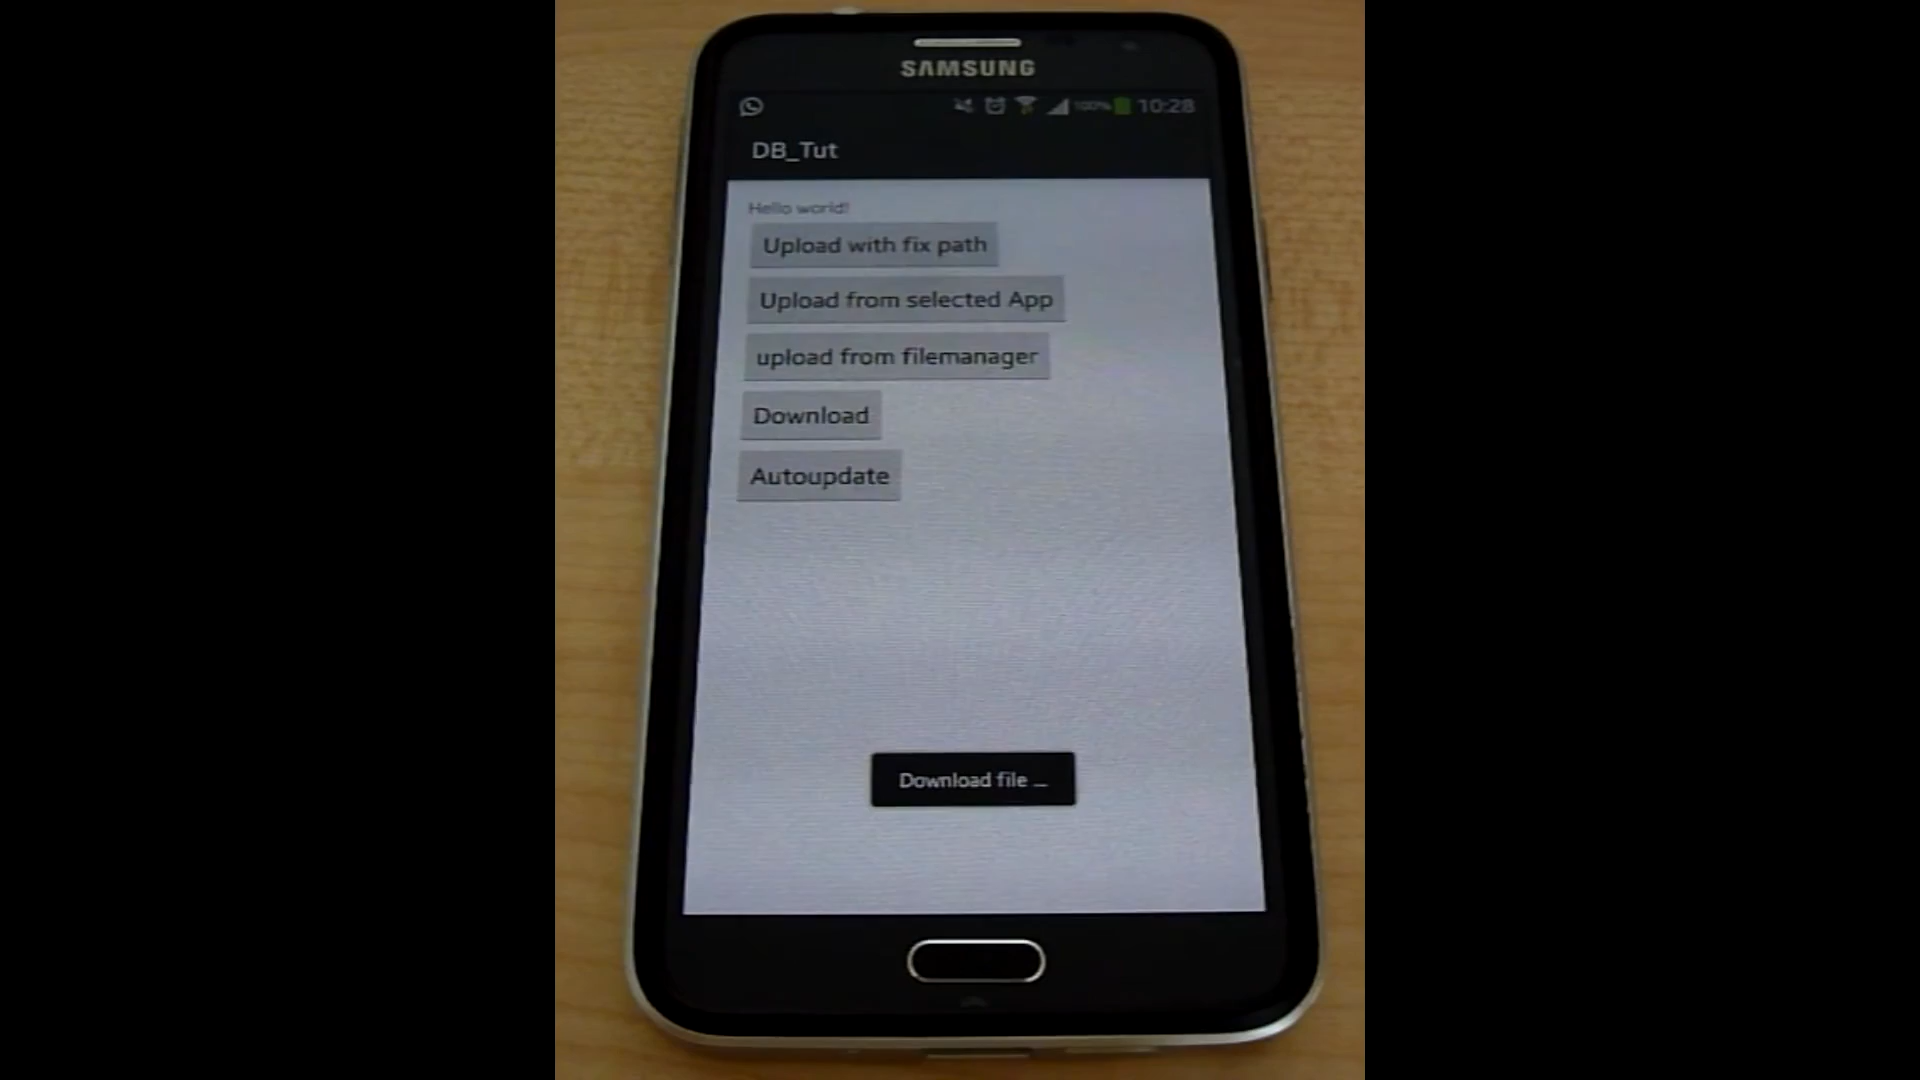 SAMSUNG
100% 10:28
DB_Tut
Hello world!
Upload with fix path
Upload from selected App
upload from filemanager
Download
Autoupdate
Download file ...